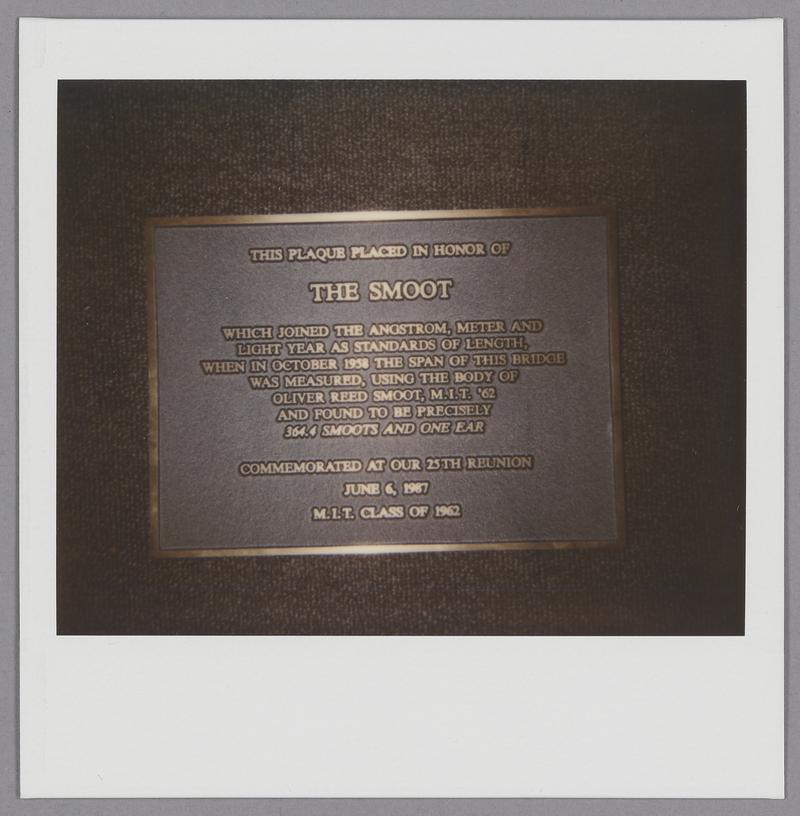 THIS PLAQUE PLACED IN HONOR OF
THE SMOOT
WHICH JOINED THE ANGSTROM, METER AND
LIGHT YEAR AS STANDARDS OF LENGTH,
WHEN IN OCTOBER 1958 THE SPAN OF THIS BRIDGE
WAS MEASURED, USING THE BODY OF
OLIVER REED SMOOT, M.I.T. '62
AND FOUND TO BE PRECISELY
364.4 SMOOTS AND ONE EAR
COMMEMORATED AT OUR 25TH REUNION
JUNE 6, 1987
M.I.T. CLASS OF 1962